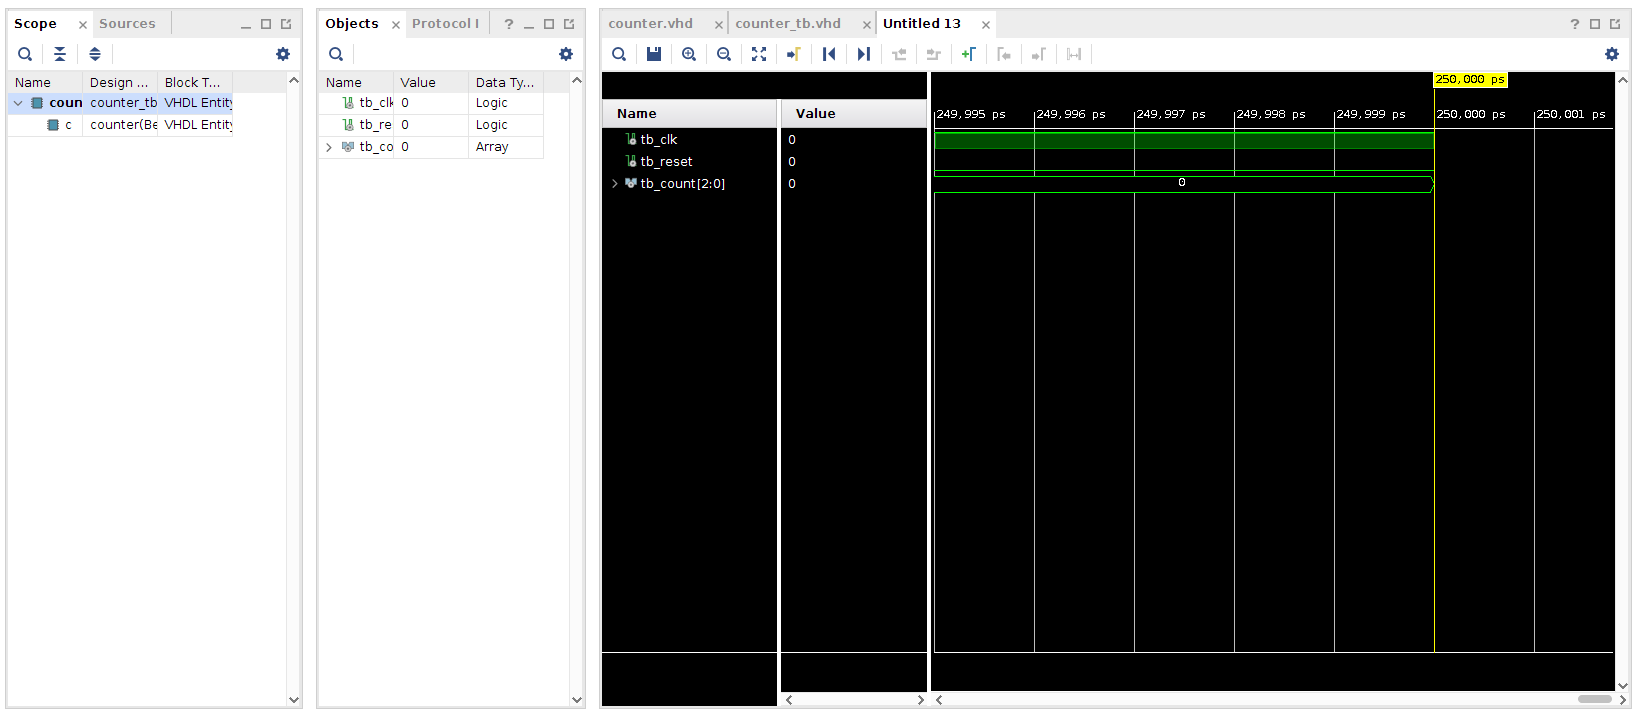 Scope × Sources
Name Design ... Block T...
coun counter_tb VHDL Entity
c counter(Be VHDL Entity
Objects × Protocol I ?
Name Value Data Ty...
tb_clk 0 Logic
tb_re 0 Logic
tb_co 0 Array
counter.vhd × counter_tb.vhd × Untitled 13 × ?
250,000 ps
Name Value
249,995 ps 249,996 ps 249,997 ps 249,998 ps 249,999 ps 250,000 ps 250,001 ps
tb_clk 0
tb_reset 0
tb_count[2:0] 0 0